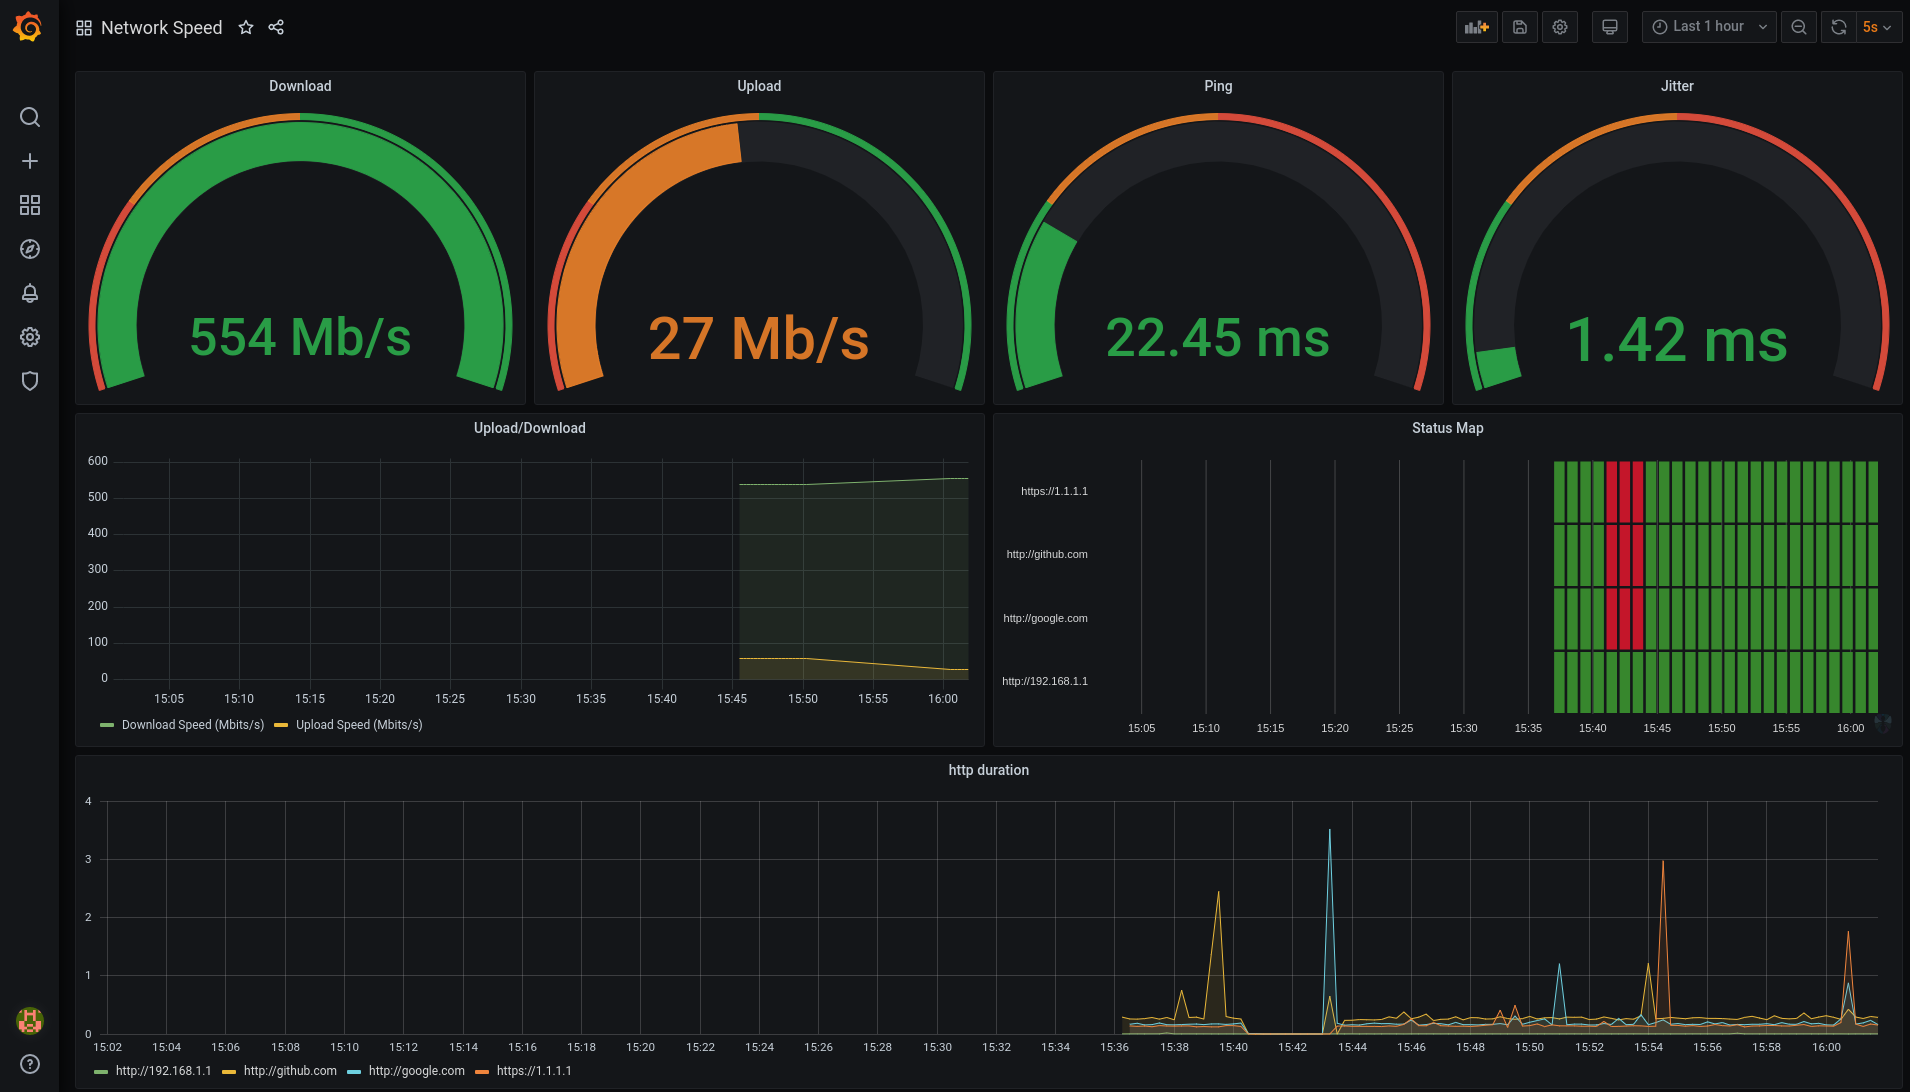 Network Speed
Last 1 hour
5s
Download
Upload
Ping
Jitter
554 Mb/s
27 Mb/s
22.45 ms
1.42 ms
Upload/Download
600
500
400
300
200
100
0
15:05 15:10 15:15 15:20 15:25 15:30 15:35 15:40 15:45 15:50 15:55 16:00
Download Speed (Mbits/s) Upload Speed (Mbits/s)
Status Map
https://1.1.1.1
http://github.com
http://google.com
http://192.168.1.1
15:05 15:10 15:15 15:20 15:25 15:30 15:35 15:40 15:45 15:50 15:55 16:00
http duration
4
3
2
1
0
15:02 15:04 15:06 15:08 15:10 15:12 15:14 15:16 15:18 15:20 15:22 15:24 15:26 15:28 15:30 15:32 15:34 15:36 15:38 15:40 15:42 15:44 15:46 15:48 15:50 15:52 15:54 15:56 15:58 16:00
http://192.168.1.1 http://github.com http://google.com https://1.1.1.1